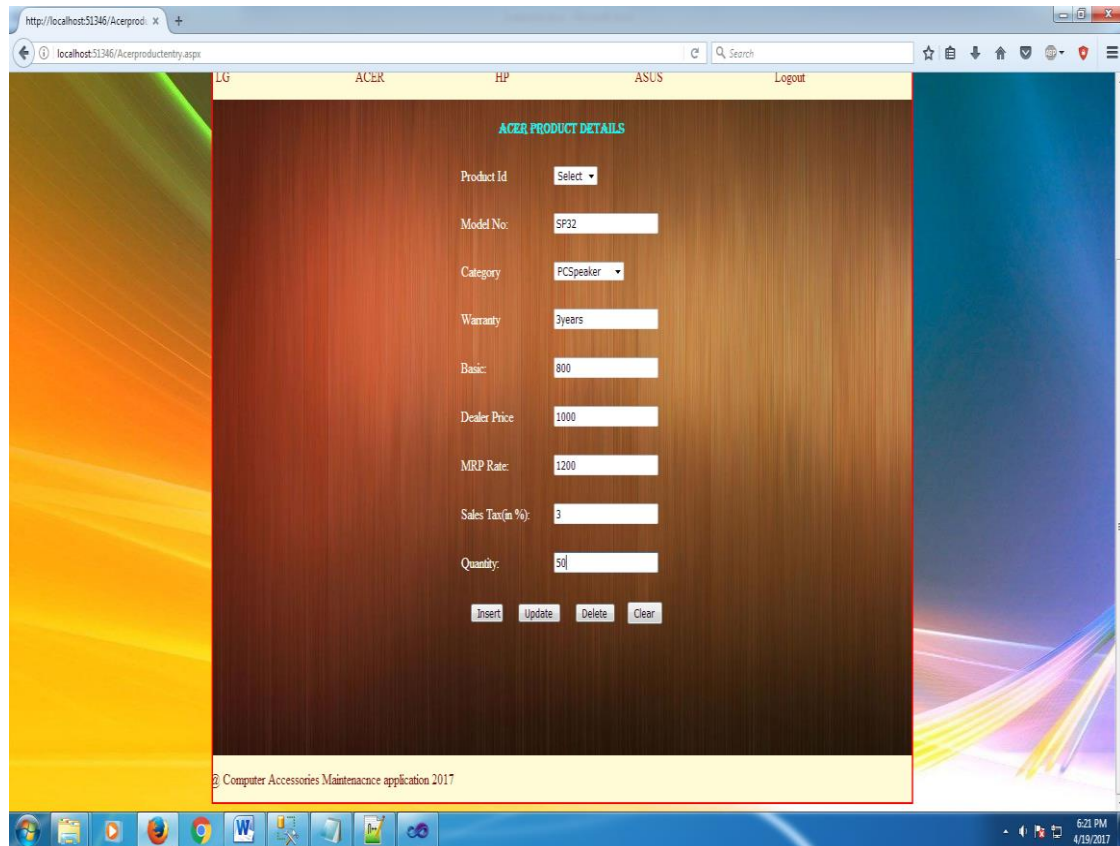 http://localhost:51346/Acerprod
localhost:51346/Acerproductentry.aspx
Search
LG ACER HP ASUS Logout
ACER PRODUCT DETAILS
Product Id Select
Model No: SP32
Category PCSpeaker
Warranty 3years
Basic: 800
Dealer Price 1000
MRP Rate: 1200
Sales Tax(in %): 3
Quantity: 50
Insert Update Delete Clear
@ Computer Accessories Maintenacnce application 2017
6:21 PM
4/19/2017